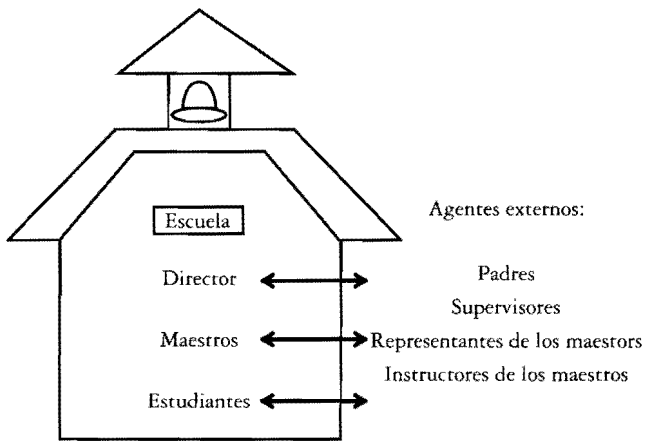 Escuela
Agentes externos:
Director
Padres
Supervisores
Maestros
Representantes de los maestors
Instructores de los maestros
Estudiantes